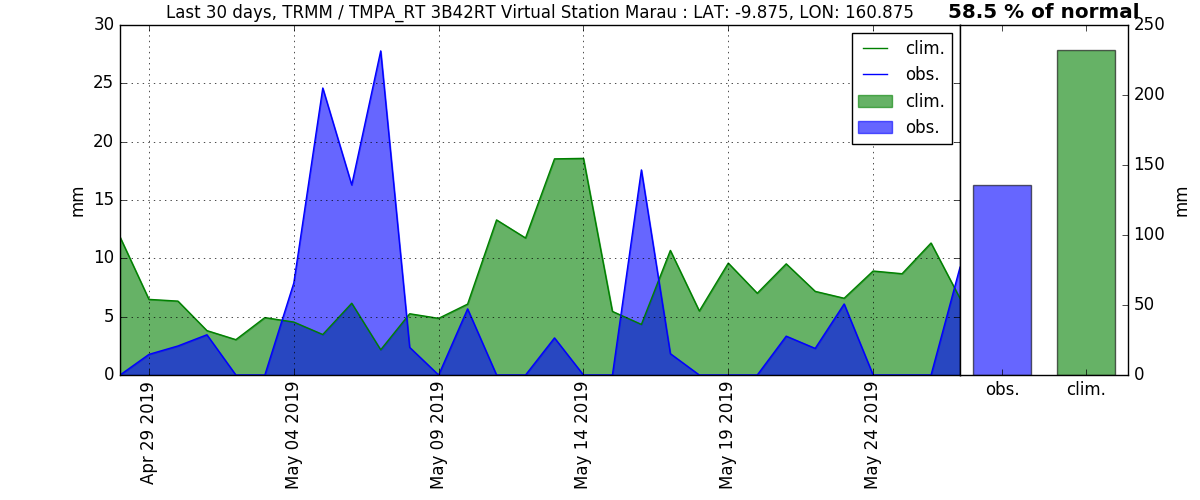 Last 30 days, TRMM / TMPA_RT 3B42RT Virtual Station Marau : LAT: -9.875, LON: 160.875
58.5 % of normal
30
25
20
15
10
5
0
mm
clim.
obs.
clim.
obs.
Apr 29 2019
May 04 2019
May 09 2019
May 14 2019
May 19 2019
May 24 2019
250
200
150
100
50
0
mm
obs.
clim.